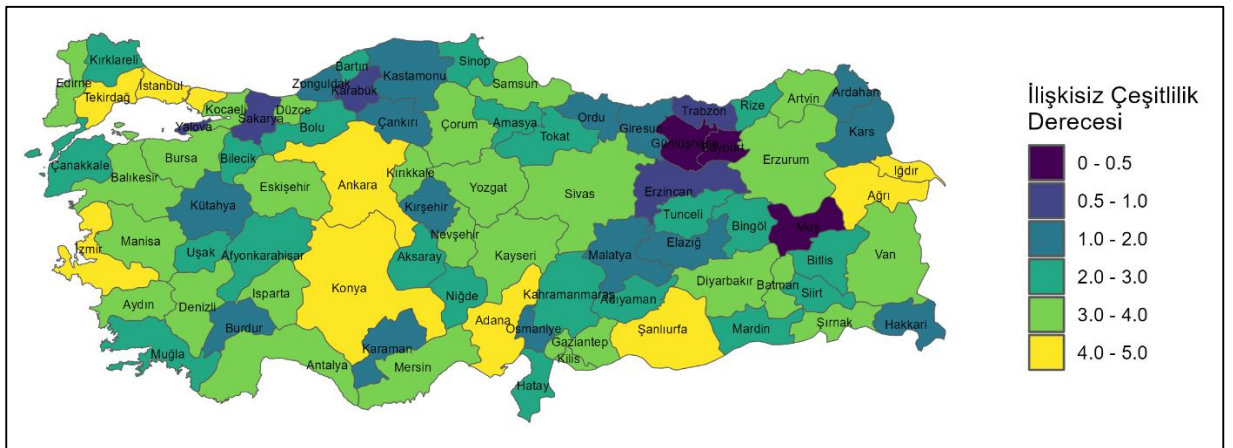 Kırklareli
Edirne
Tekirdağ
İstanbul
Kocaeli
Yalova
Sakarya
Düzce
Zonguldak
Bartın
Karabük
Kastamonu
Sinop
Samsun
Bolu
Çankırı
Çorum
Amasya
Tokat
Ordu
Giresun
Trabzon
Gümüşhane
Bayburt
Rize
Artvin
Ardahan
Kars
Erzurum
Iğdır
Ağrı
Çanakkale
Balıkesir
Bursa
Bilecik
Eskişehir
Ankara
Kırıkkale
Yozgat
Sivas
Erzincan
Tunceli
Bingöl
Muş
Kütahya
Kırşehir
Nevşehir
Kayseri
Malatya
Elazığ
Bitlis
Van
Manisa
İzmir
Uşak
Afyonkarahisar
Aksaray
Konya
Niğde
Kahramanmaraş
Adıyaman
Diyarbakır
Batman
Siirt
Aydın
Denizli
Isparta
Burdur
Muğla
Antalya
Karaman
Mersin
Adana
Osmaniye
Gaziantep
Kilis
Şanlıurfa
Mardin
Şırnak
Hakkari
Hatay
İlişkisiz Çeşitlilik
Derecesi
0 - 0.5
0.5 - 1.0
1.0 - 2.0
2.0 - 3.0
3.0 - 4.0
4.0 - 5.0